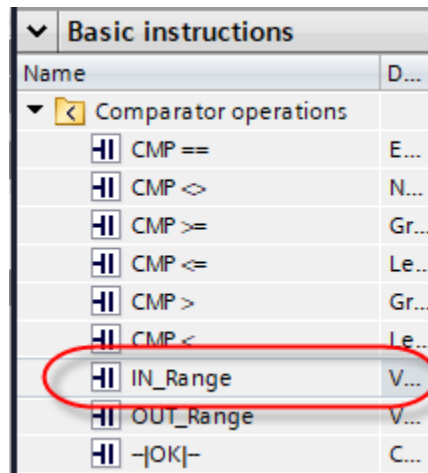 Basic instructions
Name D...
Comparator operations
CMP == E...
CMP <> N...
CMP >= Gr...
CMP <= Le...
CMP > Gr...
CMP < Le...
IN_Range V...
OUT_Range V...
--|OK|-- C...